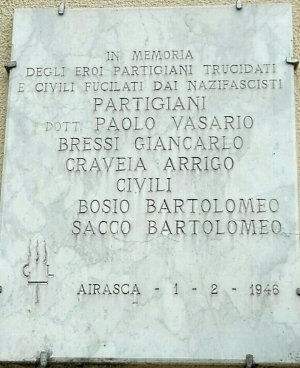 IN MEMORIA
DEGLI EROI PARTIGIANI TRUCIDATI
E CIVILI FUCILATI DAI NAZIFASCISTI
PARTIGIANI
DOTT. PAOLO VASARIO
BRESSI GIANCARLO
CRAVEIA ARRIGO
CIVILI
BOSIO BARTOLOMEO
SACCO BARTOLOMEO
AIRASCA - 1 - 2 - 1946